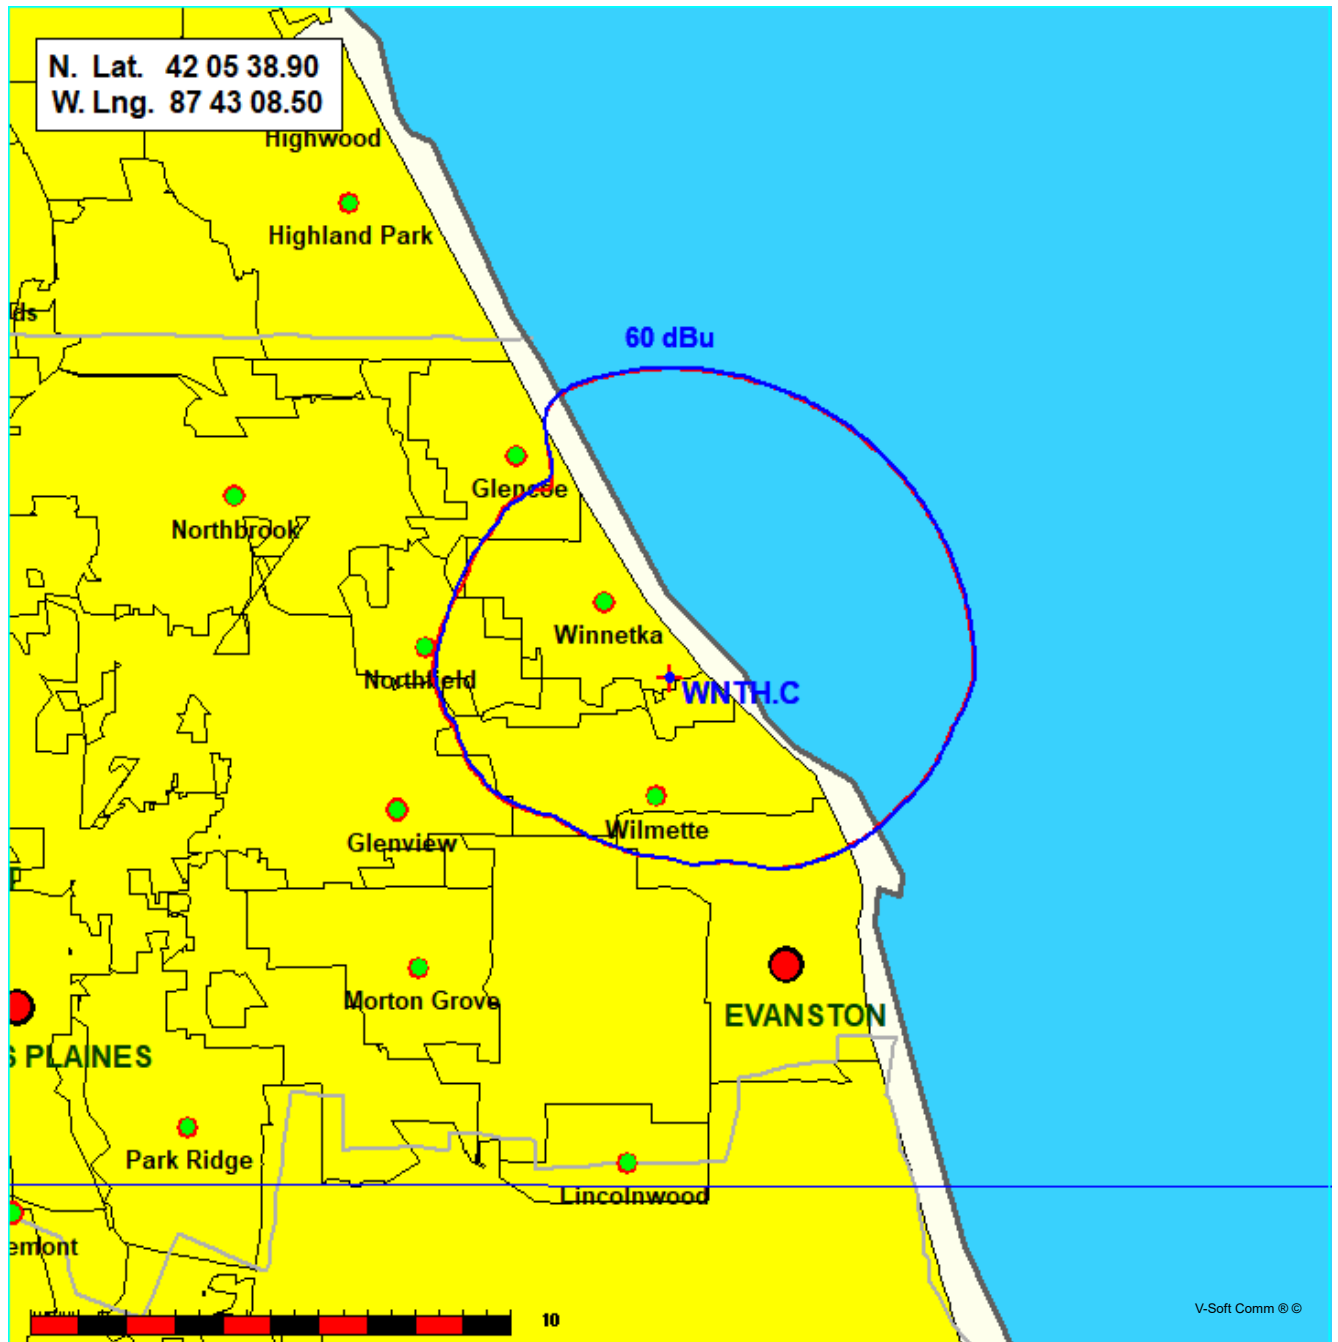 N. Lat. 42 05 38.90
W. Lng. 87 43 08.50
Highwood
Highland Park
ds
60 dBu
Glencoe
Northbrook
Winnetka
Northfield
WNTH.C
Wilmette
Glenview
Morton Grove
EVANSTON
S PLAINES
Park Ridge
Lincolnwood
emont
10
V-Soft Comm ® ©